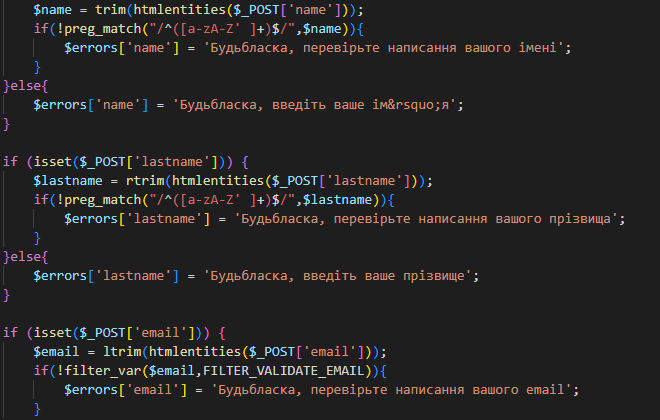 $name = trim(htmlentities($_POST['name']));
if(!preg_match("/^([a-zA-Z' ]+)$/",$name)){
$errors['name'] = 'Будьбласка, перевірьте написання вашого імені';
}
}else{
$errors['name'] = 'Будьбласка, введіть ваше ім&rsquo;я';
}
if (isset($_POST['lastname'])) {
$lastname = rtrim(htmlentities($_POST['lastname']));
if(!preg_match("/^([a-zA-Z' ]+)$/",$lastname)){
$errors['lastname'] = 'Будьбласка, перевірьте написання вашого прізвища';
}
}else{
$errors['lastname'] = 'Будьбласка, введіть ваше прізвище';
}
if (isset($_POST['email'])) {
$email = ltrim(htmlentities($_POST['email']));
if(!filter_var($email,FILTER_VALIDATE_EMAIL)){
$errors['email'] = 'Будьбласка, перевірьте написання вашого email';
}